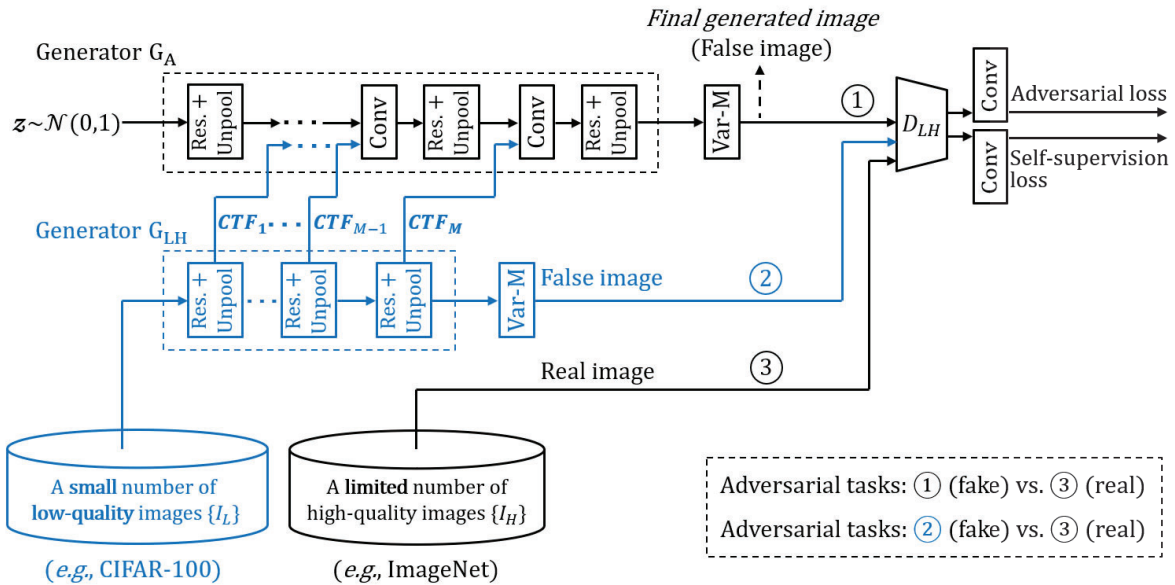 Final generated image
(False image)
Generator G_A
z~𝒩(0,1)
Res. +
Unpool
...
Conv
Res. +
Unpool
Conv
Res. +
Unpool
Var-M
①
D_LH
Conv
Adversarial loss
Conv
Self-supervision
loss
CTF_1 ... CTF_{M−1} CTF_M
Generator G_LH
Res. +
Unpool
...
Res. +
Unpool
Res. +
Unpool
Var-M
False image ②
Real image ③
A small number of
low-quality images {I_L}
(e.g., CIFAR-100)
A limited number of
high-quality images {I_H}
(e.g., ImageNet)
Adversarial tasks: ① (fake) vs. ③ (real)
Adversarial tasks: ② (fake) vs. ③ (real)